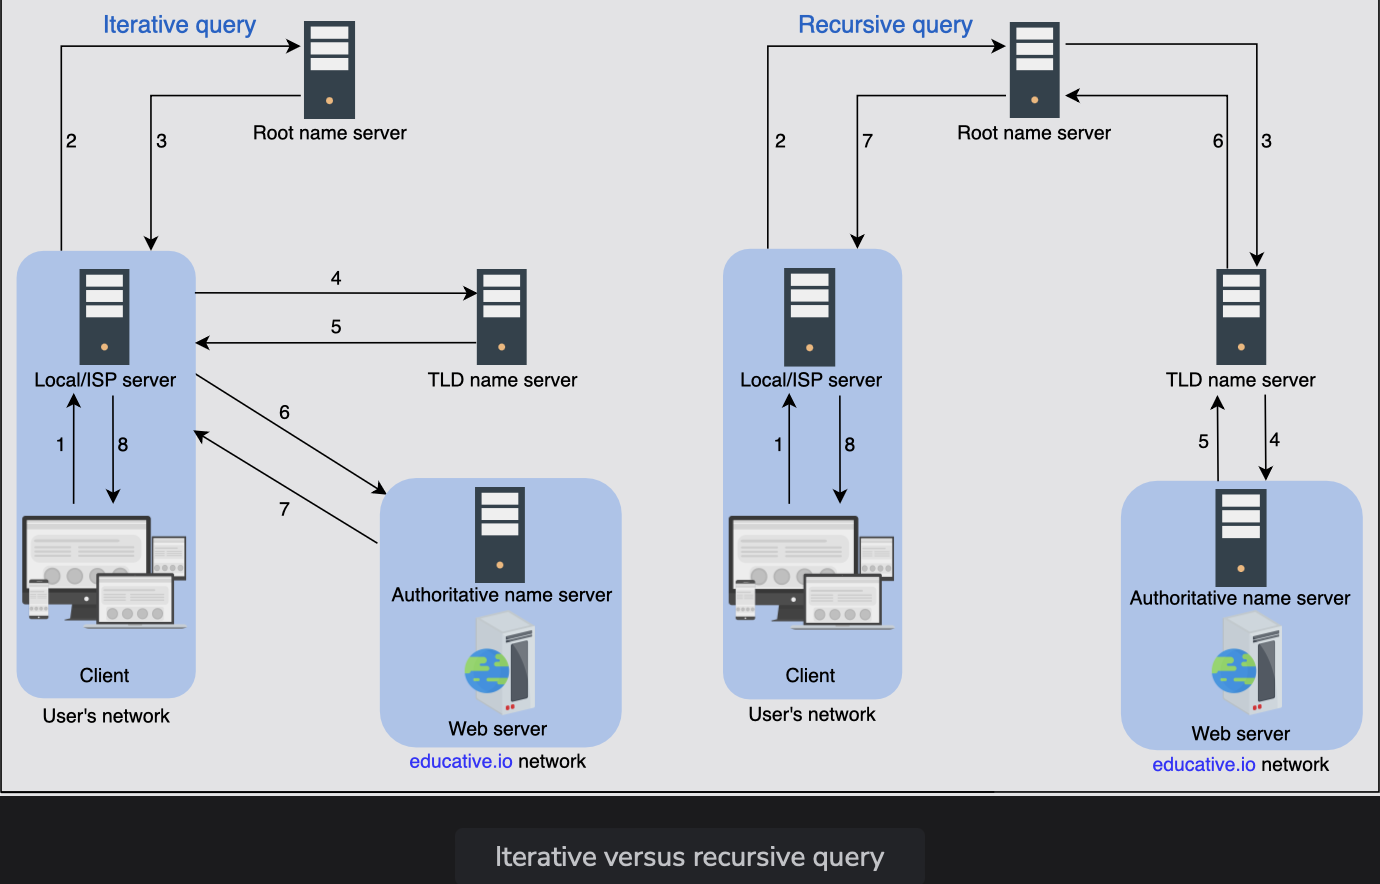 Iterative query
Root name server
2
3
Local/ISP server
4
5
TLD name server
1
8
6
7
Client
User's network
Authoritative name server
Web server
educative.io network
Recursive query
Root name server
2
7
6
3
Local/ISP server
TLD name server
1
8
5
4
Client
User's network
Authoritative name server
Web server
educative.io network
Iterative versus recursive query